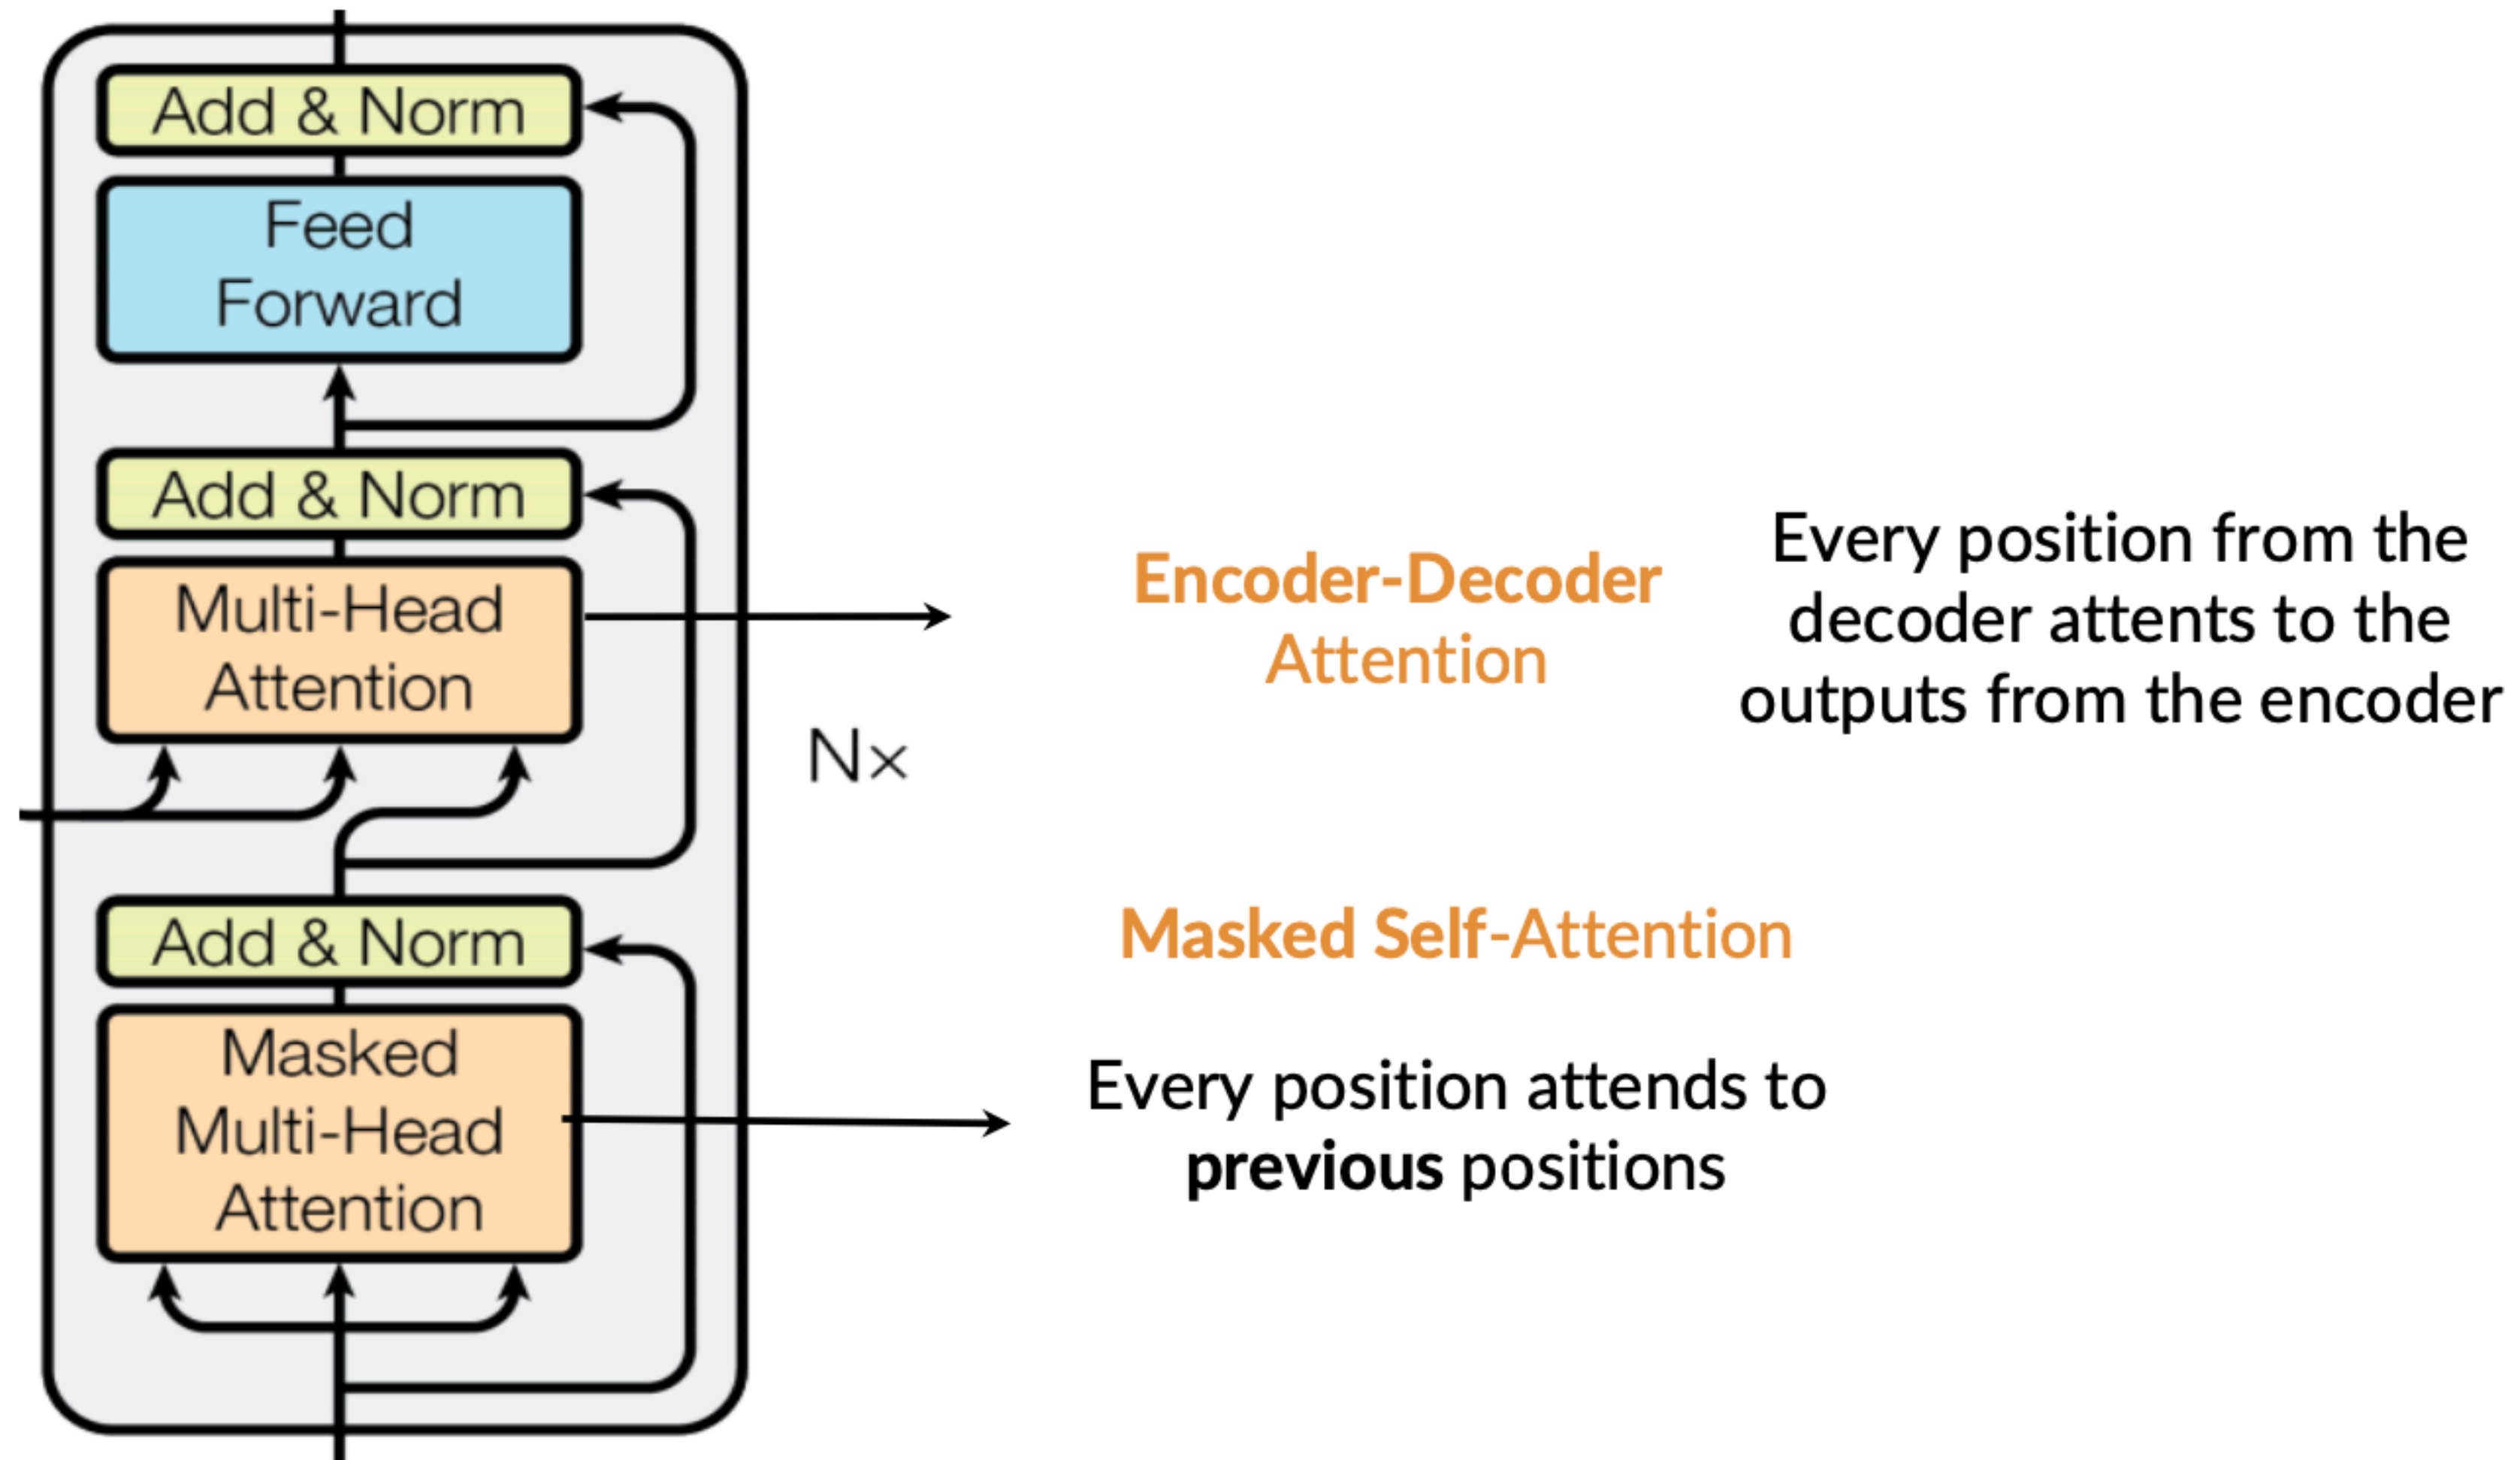 Add & Norm
Feed
Forward
Add & Norm
Multi-Head
Attention
Encoder-Decoder
Attention
Every position from the
decoder attents to the
outputs from the encoder
N×
Add & Norm
Masked
Multi-Head
Attention
Masked Self-Attention
Every position attends to
previous positions